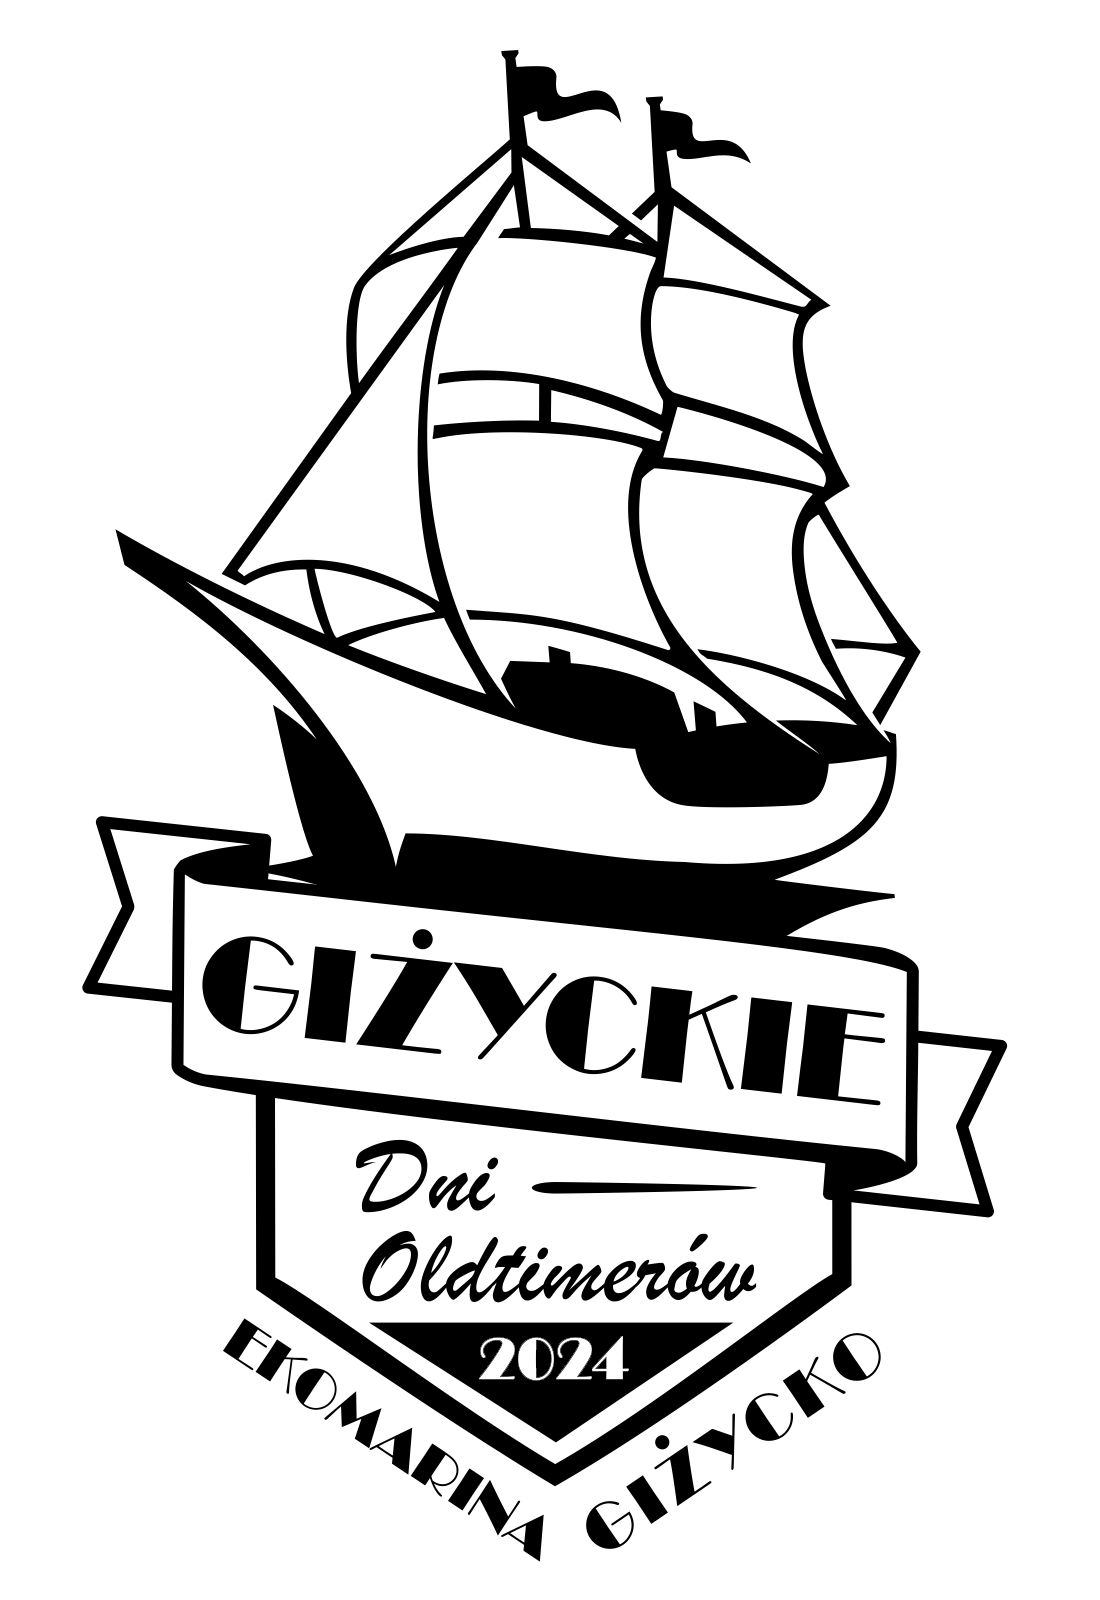 GIŻYCKIE
Dni
Oldtimerów
2024
EKOMARINA GIŻYCKO